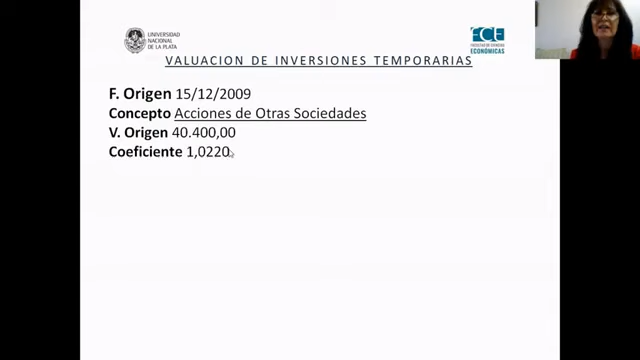 UNIVERSIDAD
NACIONAL
DE LA PLATA
FCE
FACULTAD DE CIENCIAS
ECONÓMICAS
VALUACION DE INVERSIONES TEMPORARIAS
F. Origen 15/12/2009
Concepto Acciones de Otras Sociedades
V. Origen 40.400,00
Coeficiente 1,0220